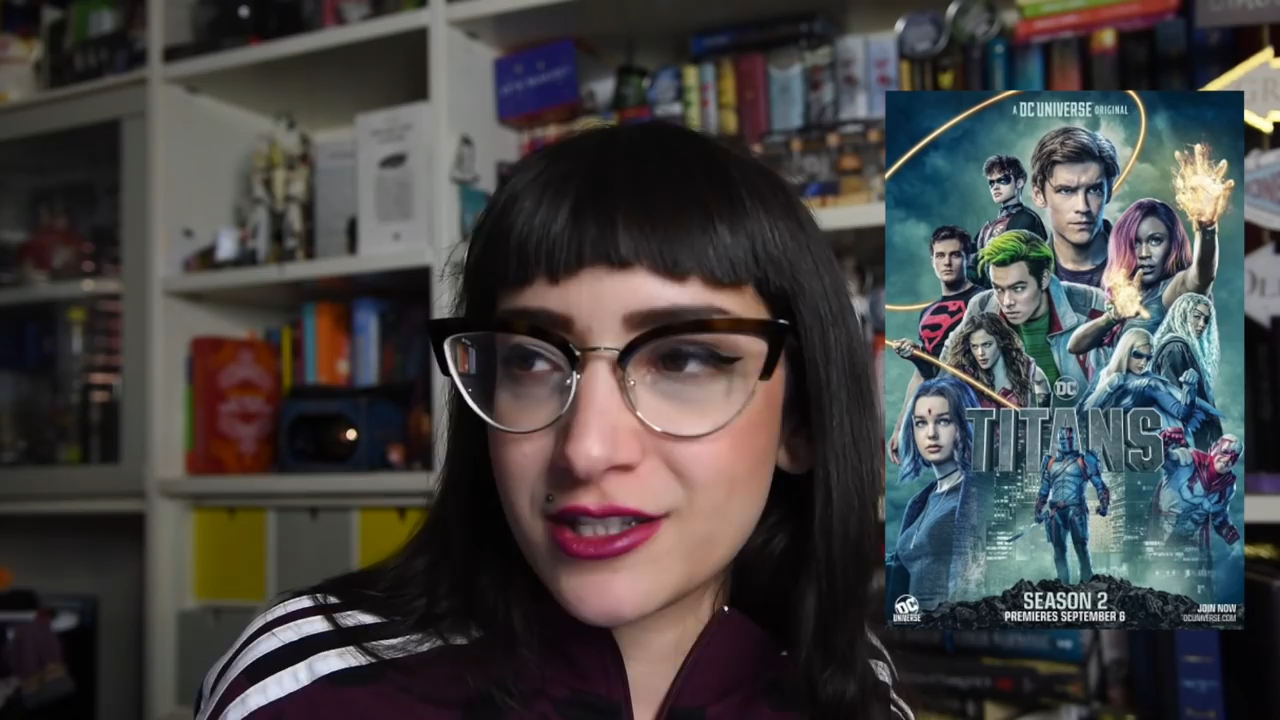 A DC UNIVERSE ORIGINAL
DC
TITANS
SEASON 2
PREMIERES SEPTEMBER 6
DC
UNIVERSE
JOIN NOW
DCUNIVERSE.COM